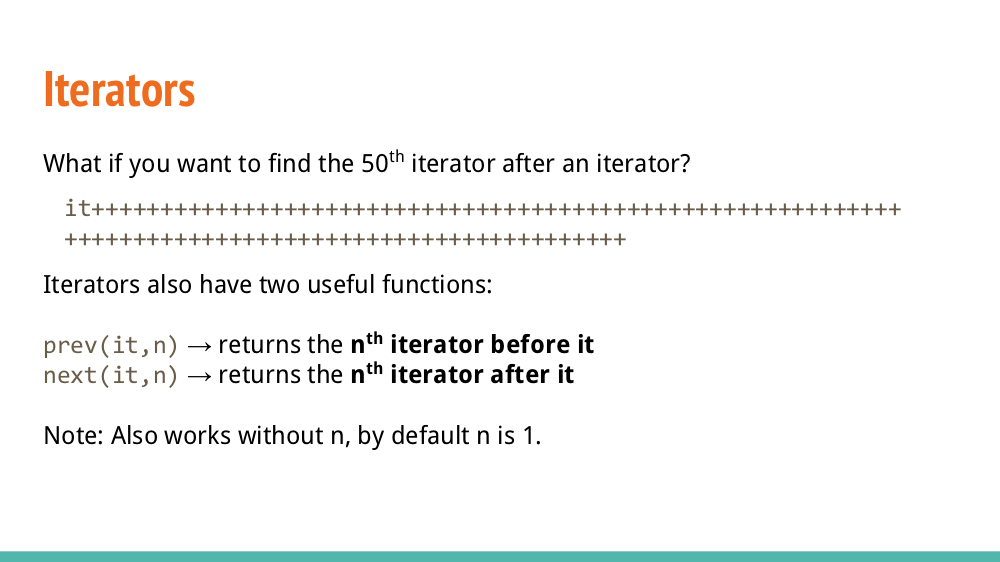 Iterators
What if you want to find the 50th iterator after an iterator?
it+++++++++++++++++++++++++++++++++++++++++++++++++++++++++++
+++++++++++++++++++++++++++++++++++++++++
Iterators also have two useful functions:
prev(it,n) → returns the nth iterator before it
next(it,n) → returns the nth iterator after it
Note: Also works without n, by default n is 1.